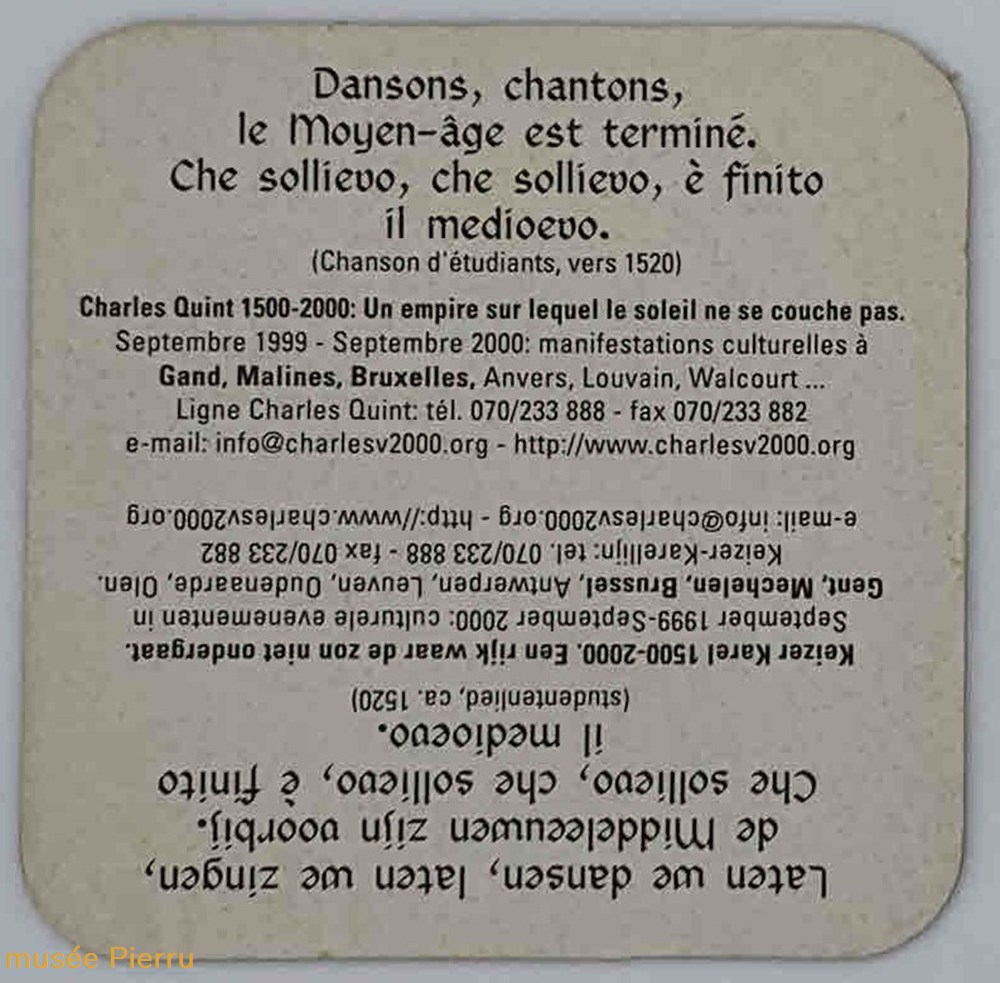 Dansons, chantons,
le Moyen-âge est terminé.
Che sollievo, che sollievo, è finito
il medioevo.
(Chanson d'étudiants, vers 1520)
Charles Quint 1500-2000: Un empire sur lequel le soleil ne se couche pas.
Septembre 1999 - Septembre 2000: manifestations culturelles à
Gand, Malines, Bruxelles, Anvers, Louvain, Walcourt ...
Ligne Charles Quint: tél. 070/233 888 - fax 070/233 882
e-mail: info@charlesv2000.org - http://www.charlesv2000.org
Laten we dansen, laten we zingen,
de Middeleeuwen zijn voorbij.
Che sollievo, che sollievo, è finito
il medioevo.
(studentenlied, ca. 1520)
Keizer Karel 1500-2000. Een rijk waar de zon niet ondergaat.
September 1999-September 2000: culturele evenementen in
Gent, Mechelen, Brussel, Antwerpen, Leuven, Oudenaarde, Olen.
Keizer-Karellijn: tel. 070/233 888 - fax 070/233 882
e-mail: info@charlesv2000.org - http://www.charlesv2000.org
musée Pierru